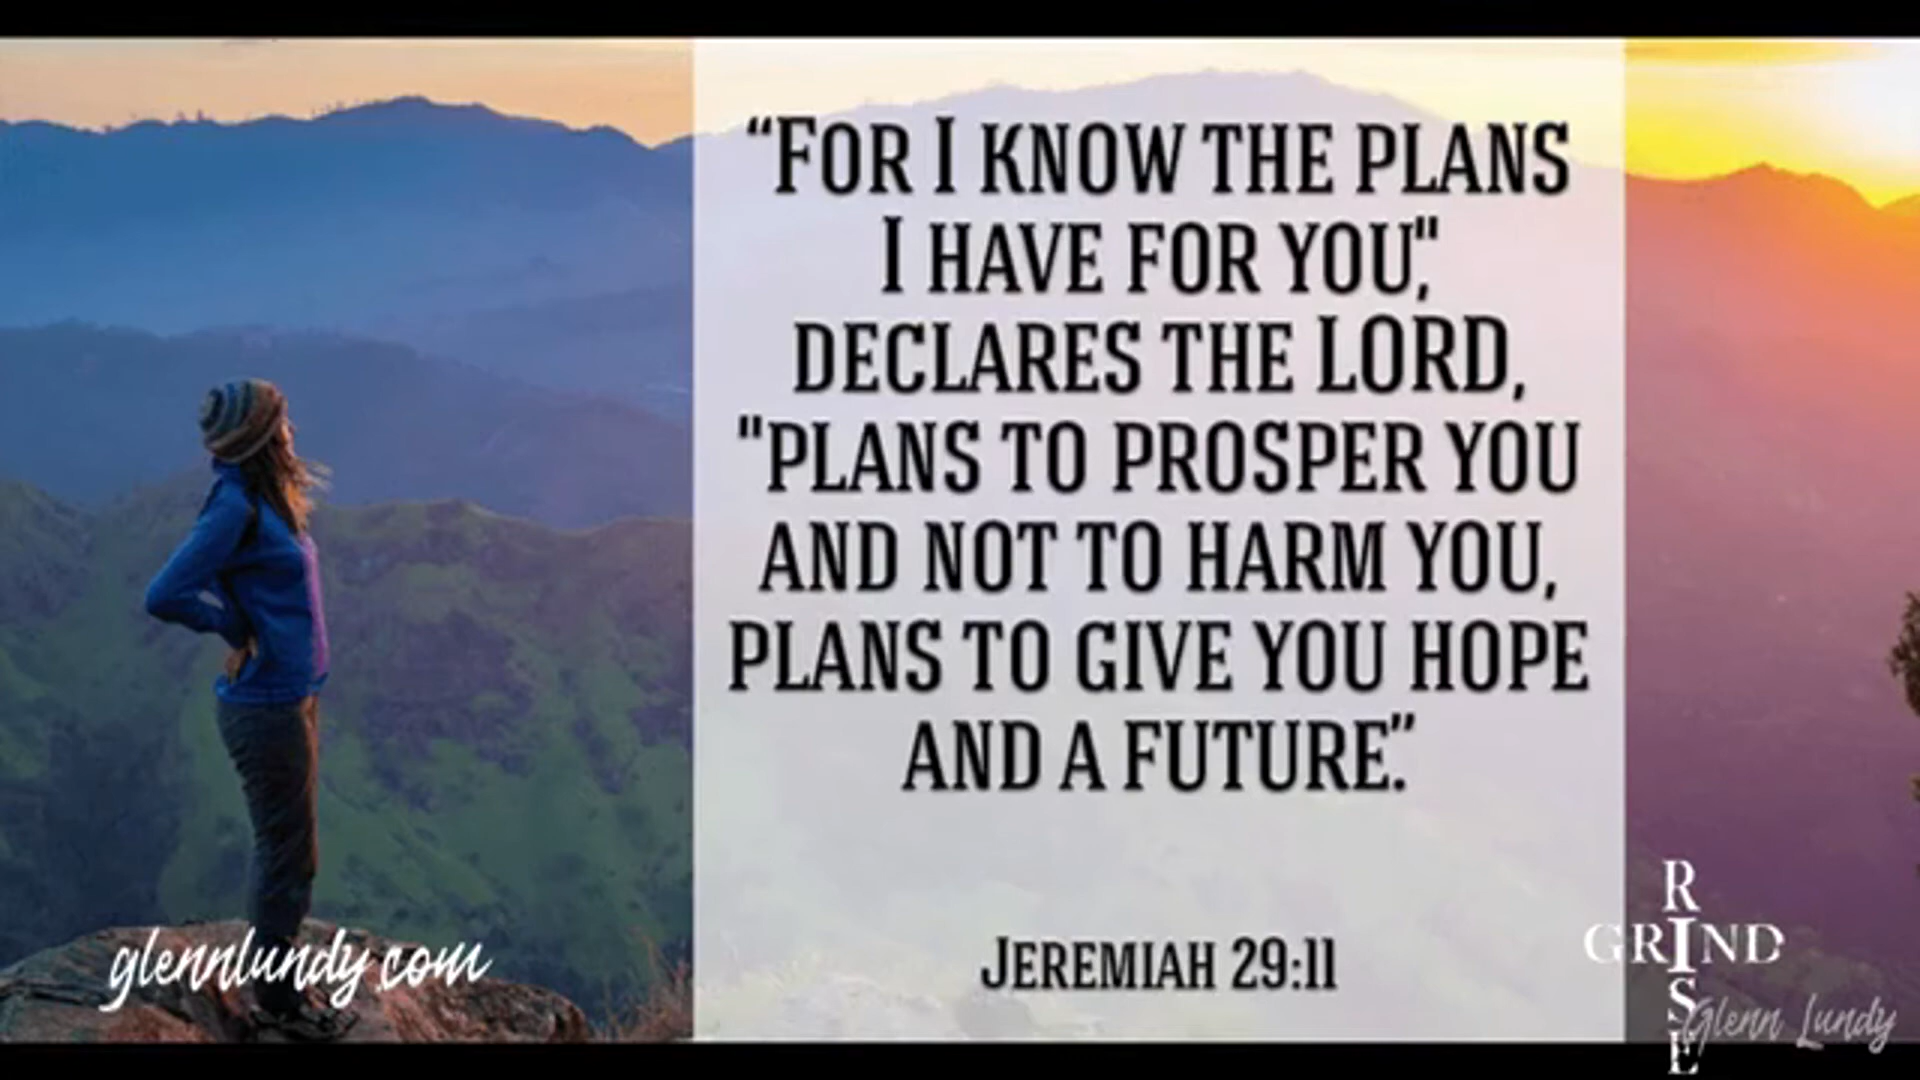 “For I know the plans
I have for you",
declares the LORD,
"plans to prosper you
and not to harm you,
plans to give you hope
and a future.”
Jeremiah 29:11
glennlundy.com
RISE
GRIND
Glenn Lundy